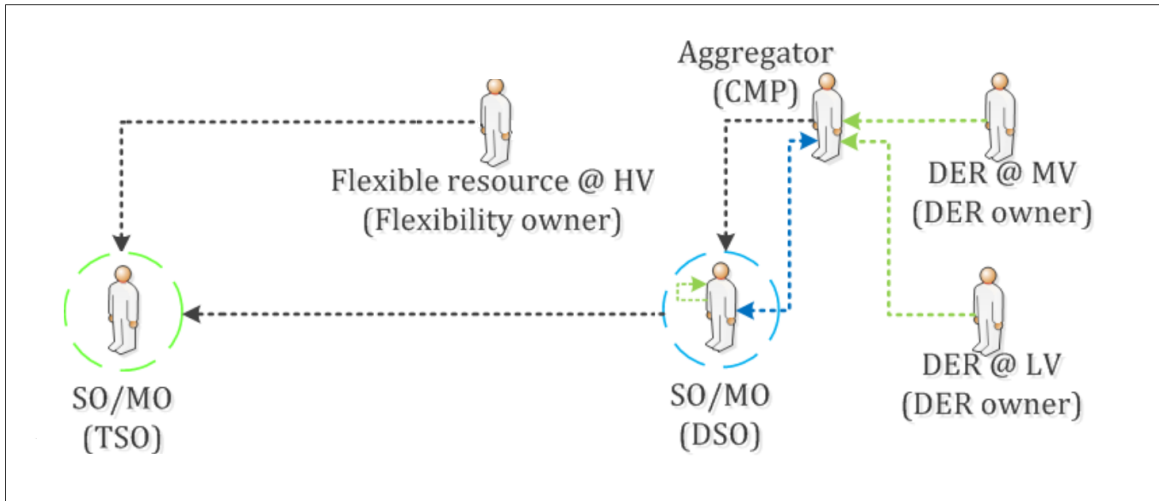 Aggregator
(CMP)
Flexible resource @ HV
(Flexibility owner)
DER @ MV
(DER owner)
SO/MO
(TSO)
SO/MO
(DSO)
DER @ LV
(DER owner)